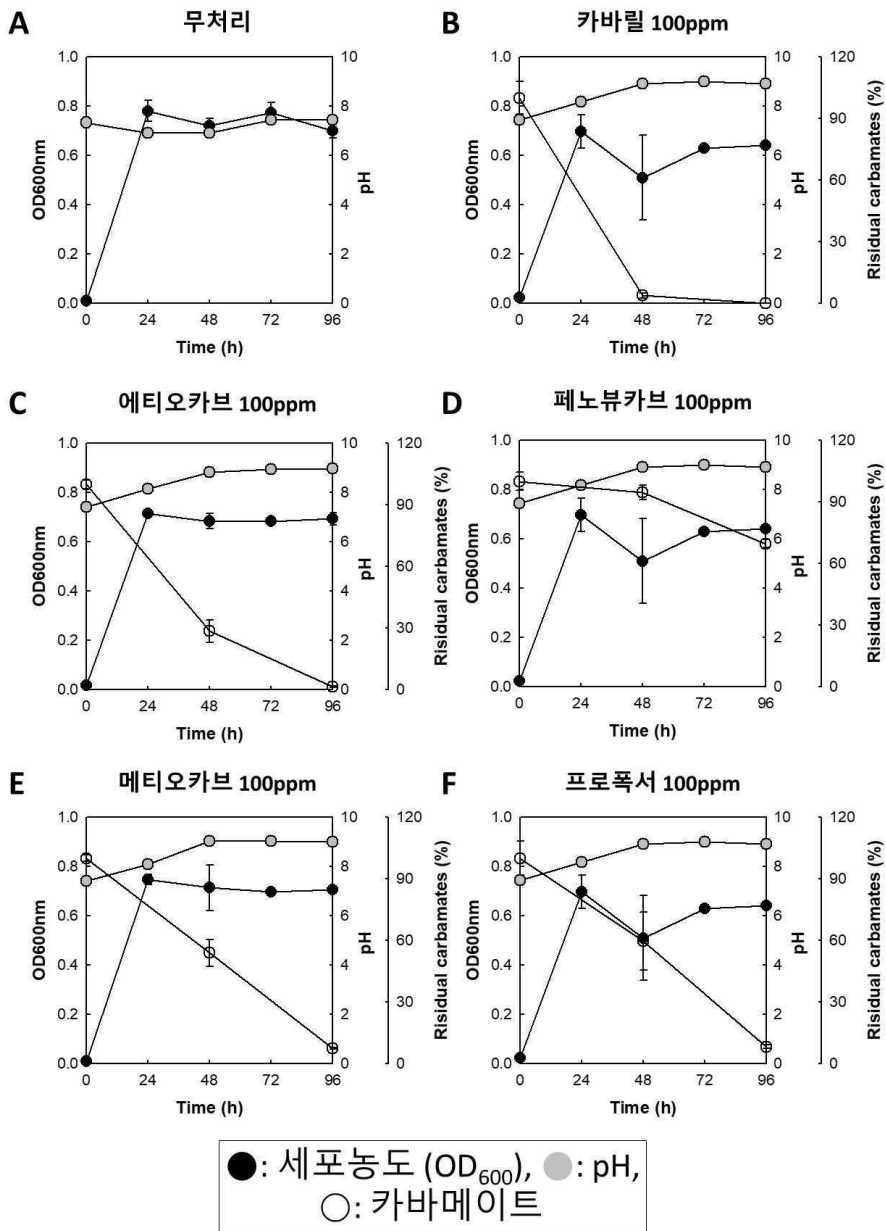 A 무처리
1.0 10
0.8 8
0.6 6
0.4 4
0.2 2
0.0 0
OD600nm
pH
0 24 48 72 96
Time (h)
B 카바릴 100ppm
1.0 10 120
0.8 8 90
0.6 6 60
0.4 4 30
0.2 2
0.0 0 0
OD600nm
pH
Risidual carbamates (%)
0 24 48 72 96
Time (h)
C 에티오카브 100ppm
1.0 10 120
0.8 8 90
0.6 6 60
0.4 4 30
0.2 2
0.0 0 0
OD600nm
pH
Risidual carbamates (%)
0 24 48 72 96
Time (h)
D 페노뷰카브 100ppm
1.0 10 120
0.8 8 90
0.6 6 60
0.4 4 30
0.2 2
0.0 0 0
OD600nm
pH
Risidual carbamates (%)
0 24 48 72 96
Time (h)
E 메티오카브 100ppm
1.0 10 120
0.8 8 90
0.6 6 60
0.4 4 30
0.2 2
0.0 0 0
OD600nm
pH
Risidual carbamates (%)
0 24 48 72 96
Time (h)
F 프로폭서 100ppm
1.0 10 120
0.8 8 90
0.6 6 60
0.4 4 30
0.2 2
0.0 0 0
OD600nm
pH
Risidual carbamates (%)
0 24 48 72 96
Time (h)
●: 세포농도 (OD600), ●: pH,
○: 카바메이트